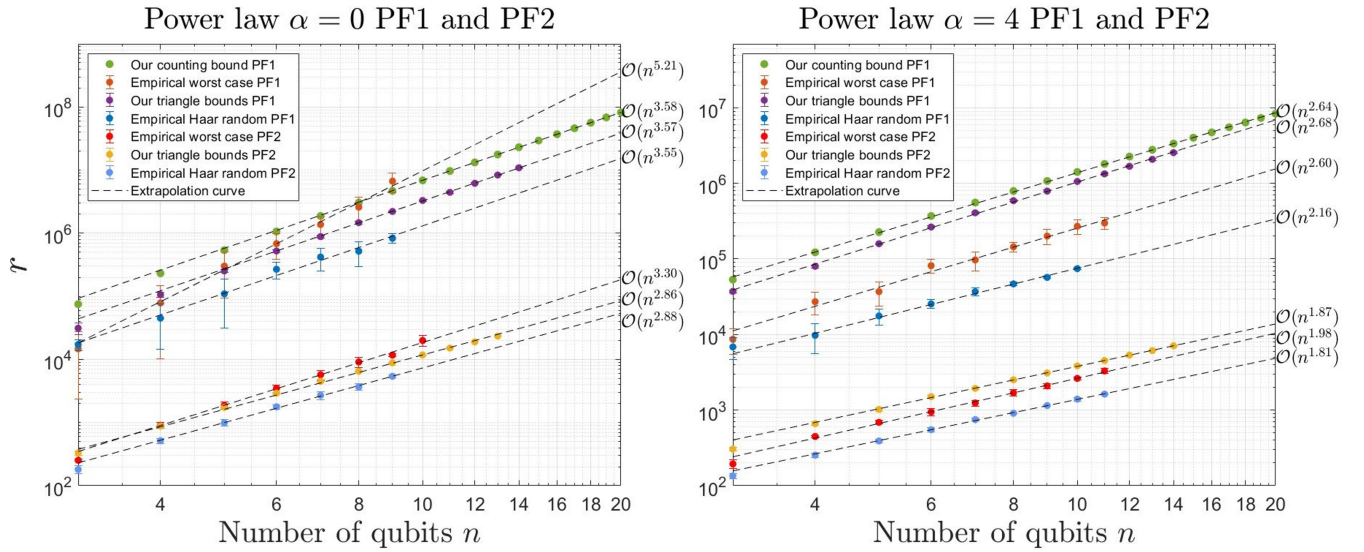 Power law α = 0 PF1 and PF2
Our counting bound PF1
Empirical worst case PF1
Our triangle bounds PF1
Empirical Haar random PF1
Empirical worst case PF2
Our triangle bounds PF2
Empirical Haar random PF2
Extrapolation curve
r
10^8
10^6
10^4
10^2
4
6
8
10
12
14
16
18
20
Number of qubits n
O(n^5.21)
O(n^3.58)
O(n^3.57)
O(n^3.55)
O(n^3.30)
O(n^2.86)
O(n^2.88)
Power law α = 4 PF1 and PF2
Our counting bound PF1
Empirical worst case PF1
Our triangle bounds PF1
Empirical Haar random PF1
Empirical worst case PF2
Our triangle bounds PF2
Empirical Haar random PF2
Extrapolation curve
10^7
10^6
10^5
10^4
10^3
10^2
4
6
8
10
12
14
16
18
20
Number of qubits n
O(n^2.64)
O(n^2.68)
O(n^2.60)
O(n^2.16)
O(n^1.87)
O(n^1.98)
O(n^1.81)